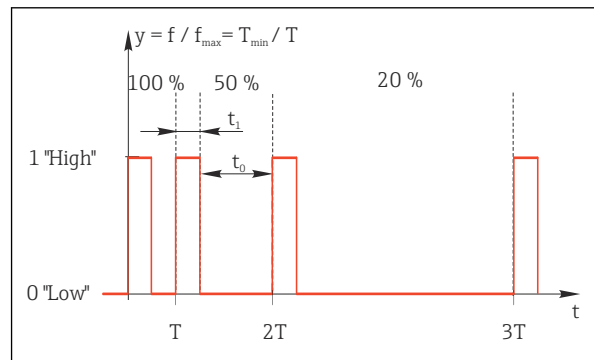 y = f / fmax = Tmin / T
100 % 50 % 20 %
t1
1 "High"
t0
0 "Low"
t
T 2T 3T